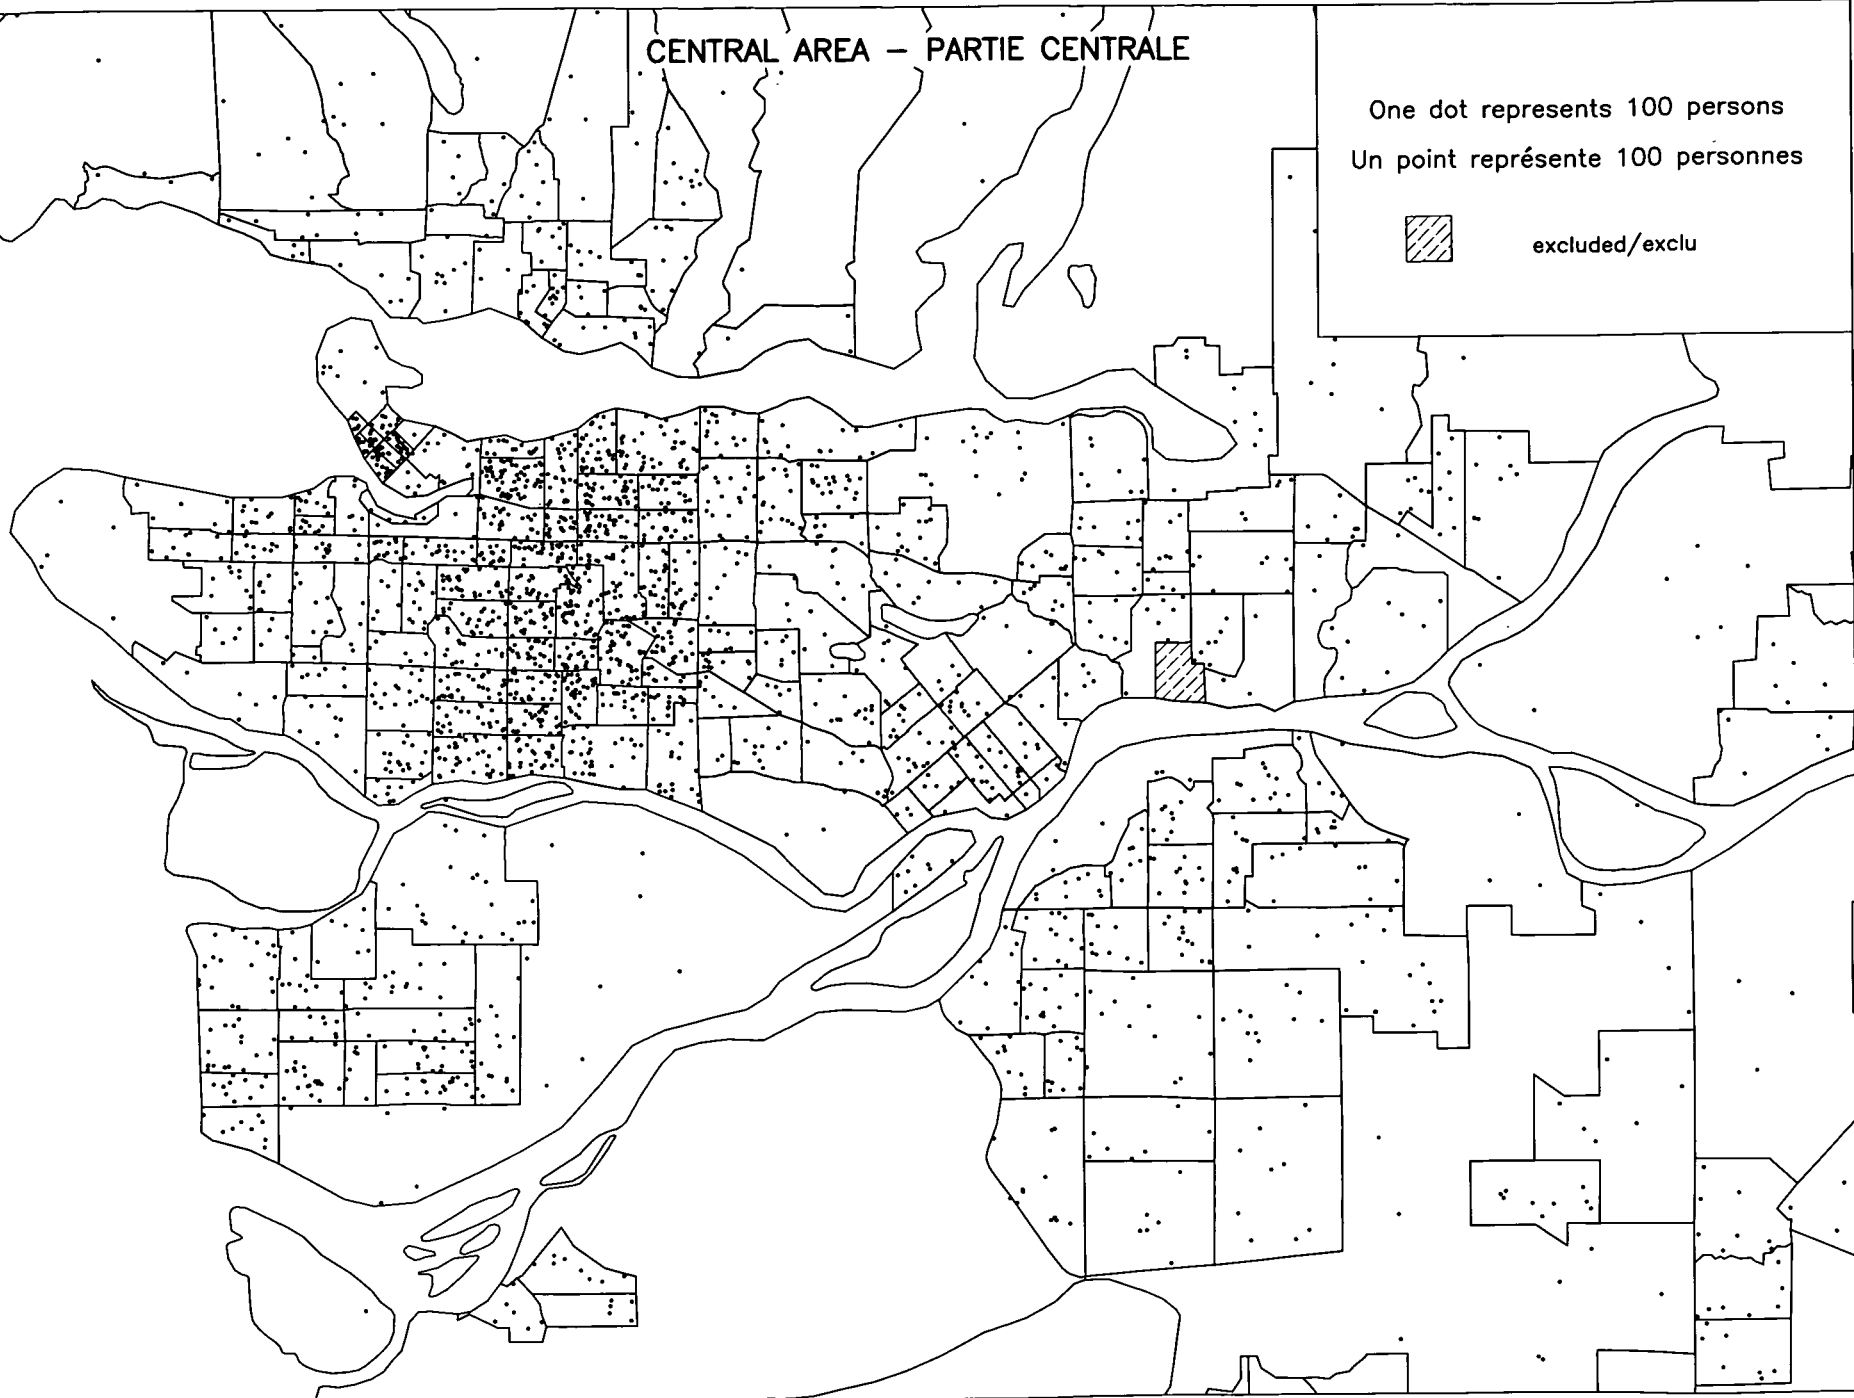 CENTRAL AREA – PARTIE CENTRALE
One dot represents 100 persons
Un point représente 100 personnes
excluded/exclu